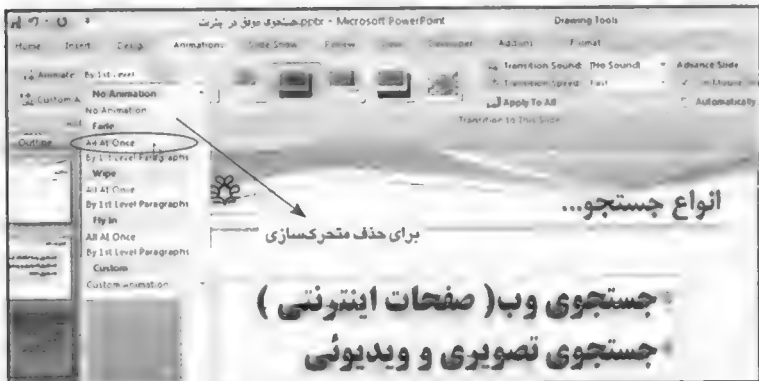 جستجوی موفق در .pptx - Microsoft PowerPoint
Drawing Tools
Home Insert Design Animations Slide Show Review View Developer Add-Ins Format
Animate: By 1st Level
Transition Sound: [No Sound]
Advance Slide
Custom A
No Animation
Transition Speed: Fast
On Mouse
No Animation
Apply To All
Automatically
Fade
Transition to This Slide
Outline
All At Once
By 1st Level Paragraphs
Wipe
All At Once
By 1st Level Paragraphs
انواع جستجو...
Fly In
All At Once
برای حذف متحرکسازی
By 1st Level Paragraphs
Custom
Custom Animation
جستجوی وب( صفحات اینترنتی )
جستجوی تصویری و ویدیوئی